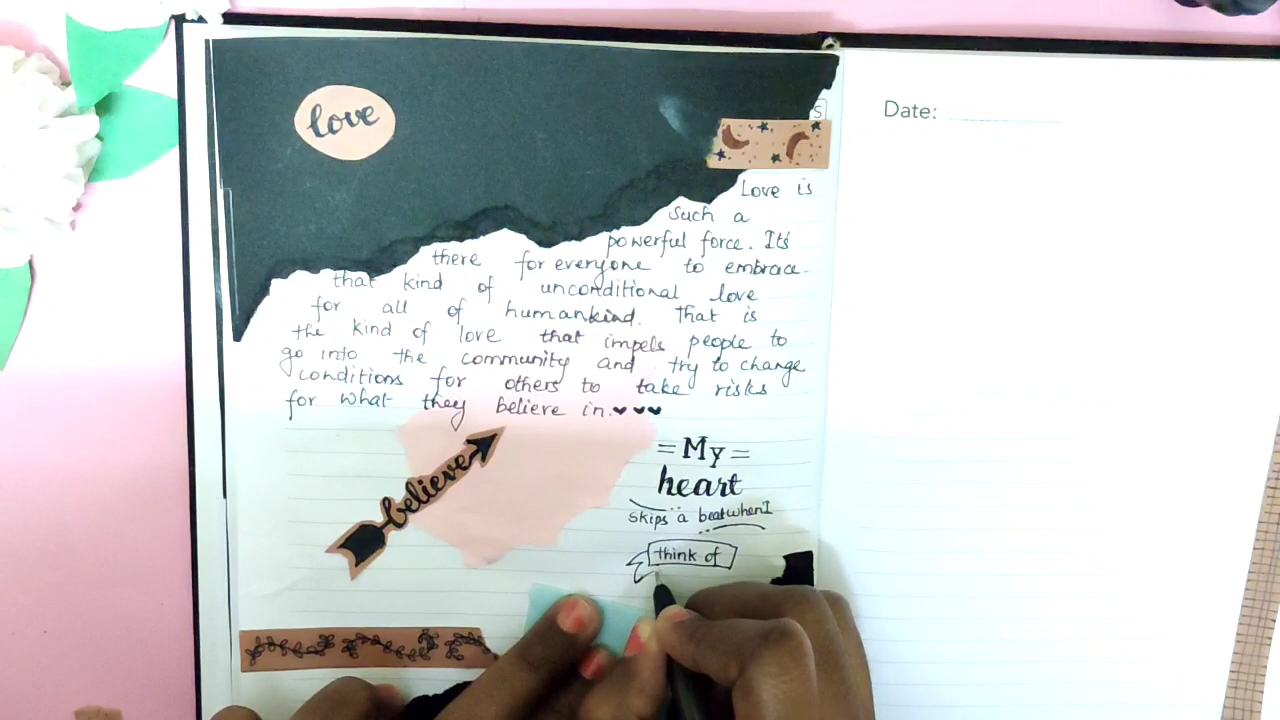 love
S
Date:
Love is
such a
powerful force. It's
there for everyone to embrace.
that kind of unconditional love
for all of humankind. That is
the kind of love that impels people to
go into the community and try to change
conditions for others to take risks
for what they believe in.
believe
= My =
heart
skips a beat when I
think of